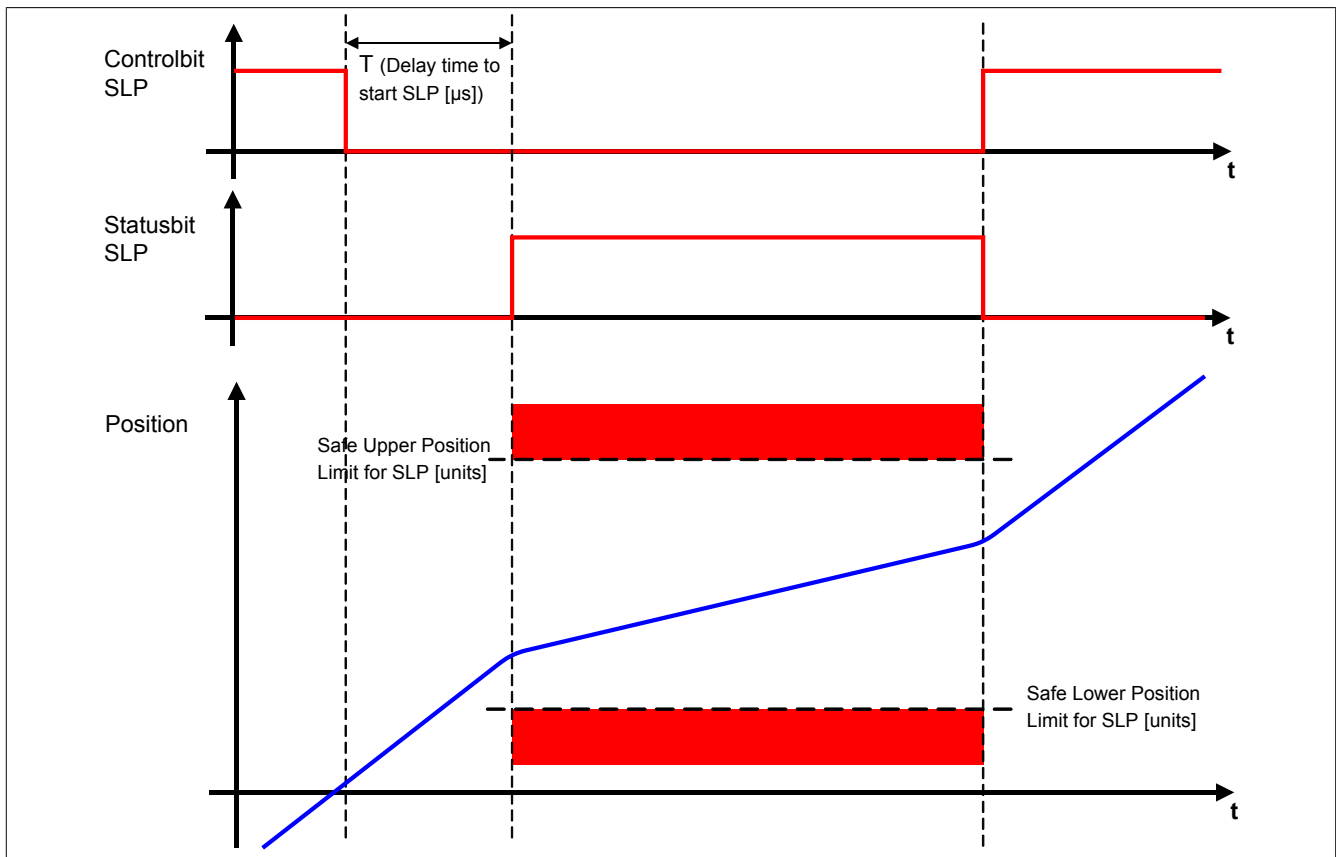 Controlbit
SLP
T (Delay time to
start SLP [µs])
t
Statusbit
SLP
t
Position
Safe Upper Position
Limit for SLP [units]
Safe Lower Position
Limit for SLP [units]
t